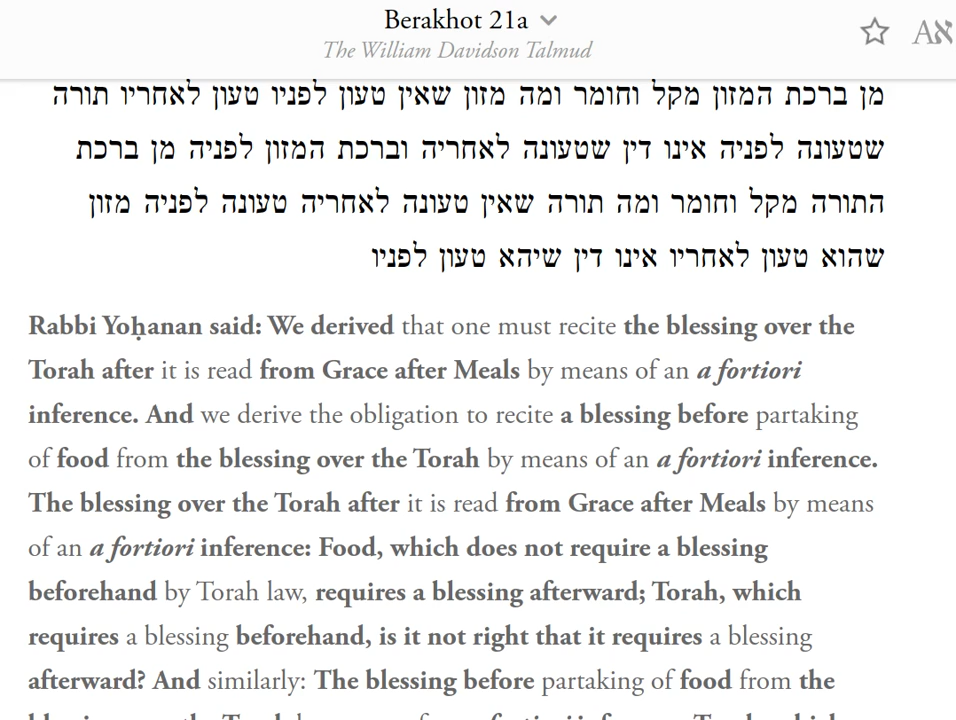 Berakhot 21a
The William Davidson Talmud
Aא
מן ברכת המזון מקל וחומר ומה מזון שאין טעון לפניו טעון לאחריו תורה
שטעונה לפניה אינו דין שטעונה לאחריה וברכת המזון לפניה מן ברכת
התורה מקל וחומר ומה תורה שאין טעונה לאחריה טעונה לפניה מזון
שהוא טעון לאחריו אינו דין שיהא טעון לפניו
Rabbi Yoḥanan said: We derived that one must recite the blessing over the
Torah after it is read from Grace after Meals by means of an a fortiori
inference. And we derive the obligation to recite a blessing before partaking
of food from the blessing over the Torah by means of an a fortiori inference.
The blessing over the Torah after it is read from Grace after Meals by means
of an a fortiori inference: Food, which does not require a blessing
beforehand by Torah law, requires a blessing afterward; Torah, which
requires a blessing beforehand, is it not right that it requires a blessing
afterward? And similarly: The blessing before partaking of food from the